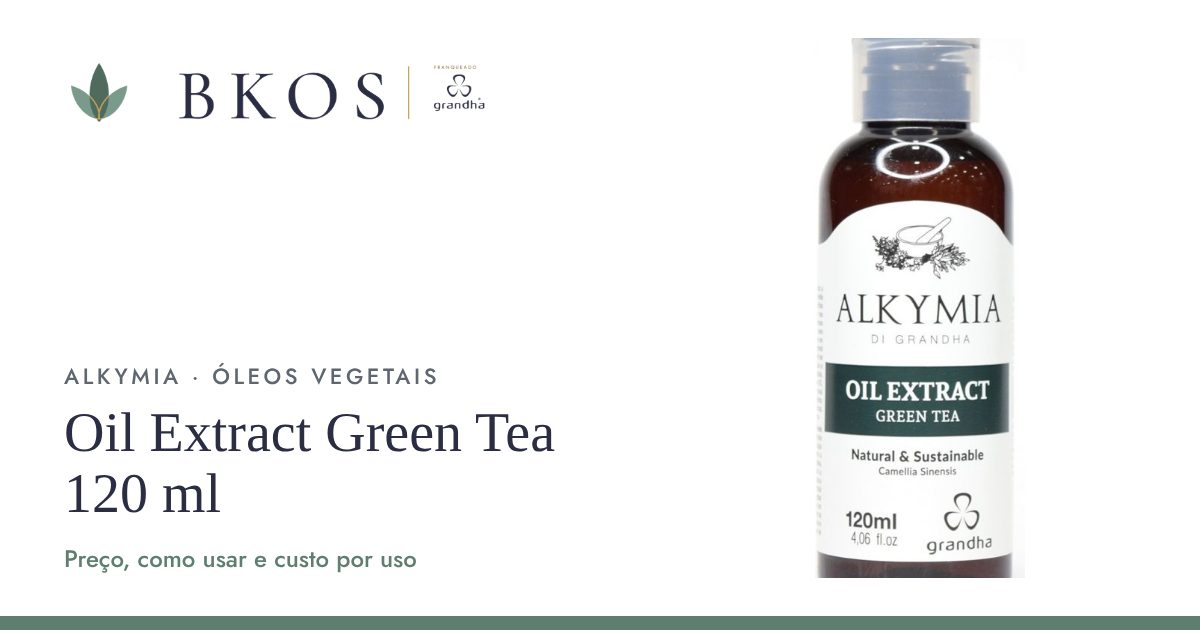 BKOS
FRANQUEADO
grandha
ALKYMIA · ÓLEOS VEGETAIS
Oil Extract Green Tea
120 ml
Preço, como usar e custo por uso
ALKYMIA
DI GRANDHA
OIL EXTRACT
GREEN TEA
Natural & Sustainable
Camellia Sinensis
120ml
4,06 fl.oz
grandha